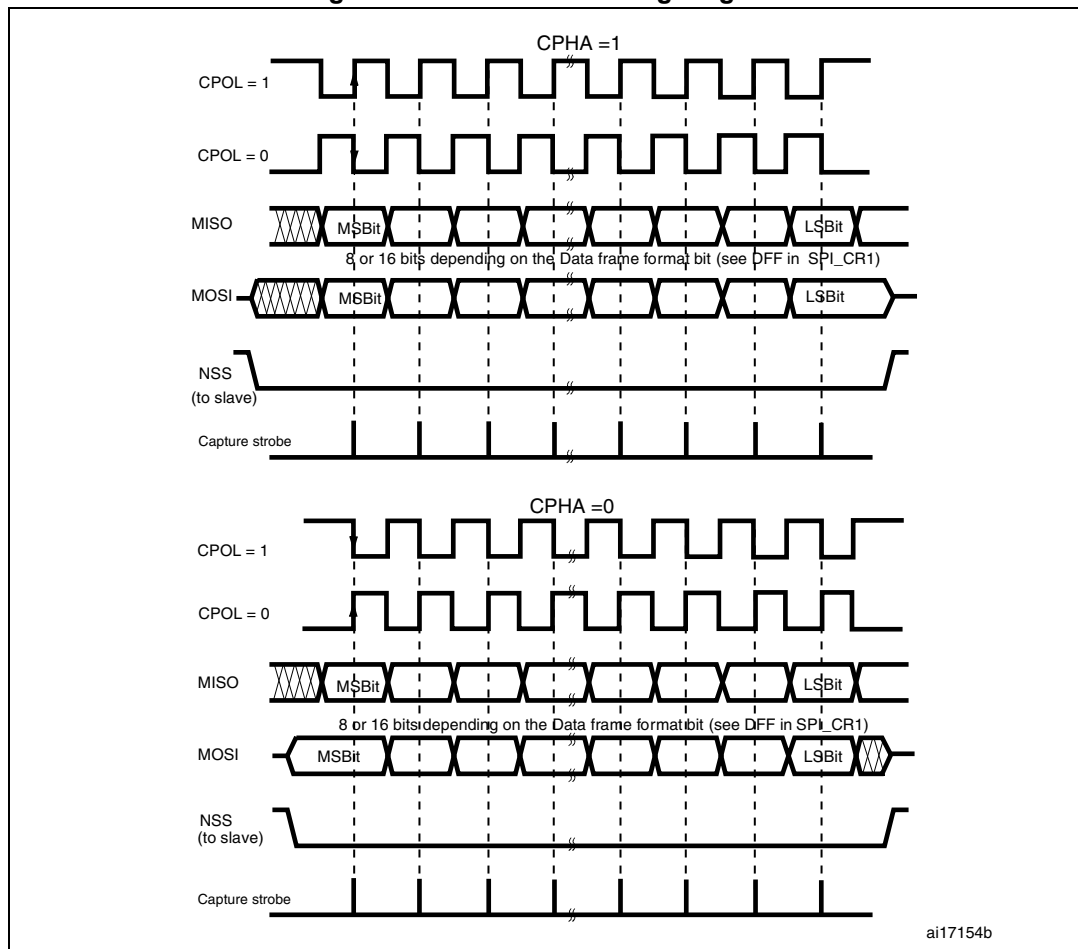 CPHA =1
CPOL = 1
CPOL = 0
MISO
MSBit
LSBit
8 or 16 bits depending on the Data frame format bit (see DFF in SPI_CR1)
MOSI
MSBit
LSBit
NSS
(to slave)
Capture strobe
CPHA =0
CPOL = 1
CPOL = 0
MISO
MSBit
LSBit
8 or 16 bits depending on the Data frame format bit (see DFF in SPI_CR1)
MOSI
MSBit
LSBit
NSS
(to slave)
Capture strobe
ai17154b